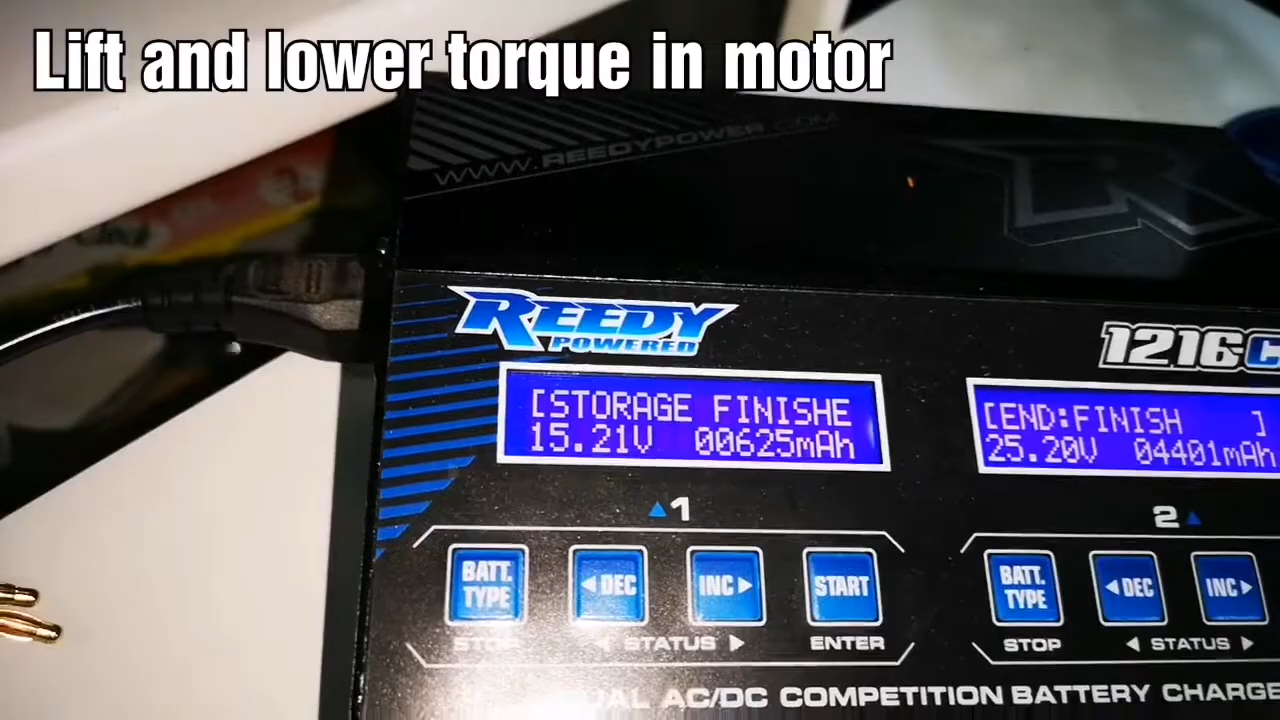 Lift and lower torque in motor
WWW.REEDYPOWER.COM
REEDY
POWERED
1216-C
[STORAGE FINISHE
15.21V 00625mAh
[END:FINISH ]
25.20V 04401mAh
▲1
2▲
BATT.
TYPE
◄DEC
INC►
START
BATT.
TYPE
◄DEC
INC►
STOP
◄ STATUS ►
ENTER
STOP
◄ STATUS ►
DUAL AC/DC COMPETITION BATTERY CHARGE